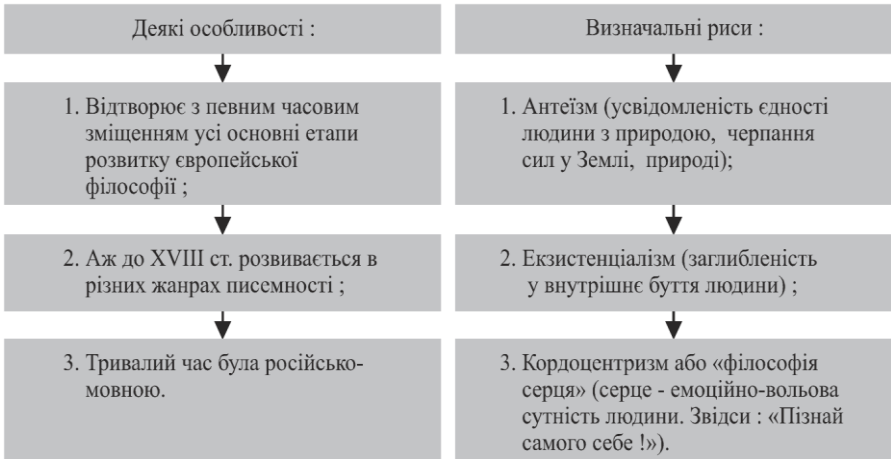 Деякі особливості :
1. Відтворює з певним часовим
зміщенням усі основні етапи
розвитку європейської
філософії ;
2. Аж до XVIII ст. розвивається в
різних жанрах писемності ;
3. Тривалий час була російсько-
мовною.
Визначальні риси :
1. Антеїзм (усвідомленість єдності
людини з природою, черпання
сил у Землі, природі);
2. Екзистенціалізм (заглибленість
у внутрішнє буття людини) ;
3. Кордоцентризм або «філософія
серця» (серце - емоційно-вольова
сутність людини. Звідси : «Пізнай
самого себе !»).